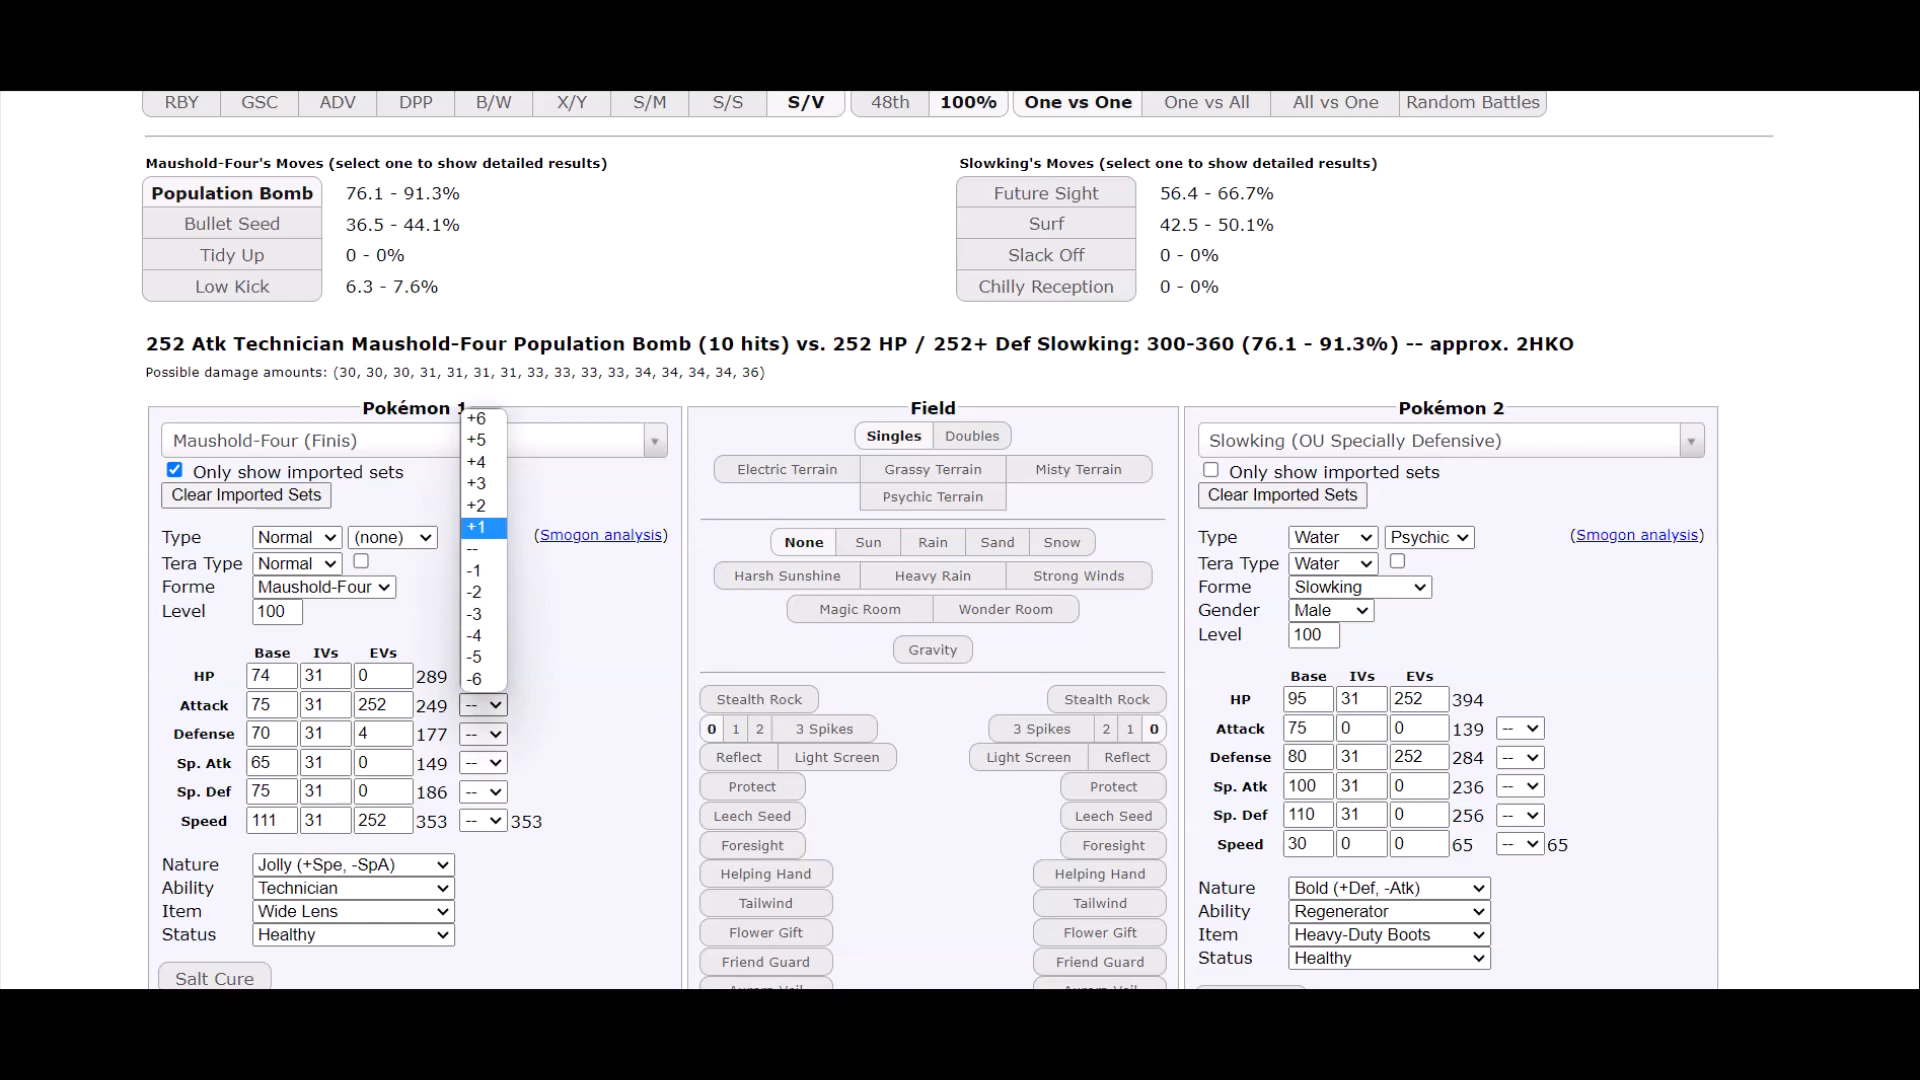 RBY GSC ADV DPP B/W X/Y S/M S/S S/V 48th 100% One vs One One vs All All vs One Random Battles
Maushold-Four's Moves (select one to show detailed results)
Population Bomb 76.1 - 91.3%
Bullet Seed 36.5 - 44.1%
Tidy Up 0 - 0%
Low Kick 6.3 - 7.6%
Slowking's Moves (select one to show detailed results)
Future Sight 56.4 - 66.7%
Surf 42.5 - 50.1%
Slack Off 0 - 0%
Chilly Reception 0 - 0%
252 Atk Technician Maushold-Four Population Bomb (10 hits) vs. 252 HP / 252+ Def Slowking: 300-360 (76.1 - 91.3%) -- approx. 2HKO
Possible damage amounts: (30, 30, 30, 31, 31, 31, 31, 33, 33, 33, 33, 34, 34, 34, 34, 36)
Pokémon 1
Maushold-Four (Finis)
Only show imported sets
Clear Imported Sets
Type Normal (none) (Smogon analysis)
Tera Type Normal
Forme Maushold-Four
Level 100
Base IVs EVs
HP 74 31 0 289
Attack 75 31 252 249 --
Defense 70 31 4 177 --
Sp. Atk 65 31 0 149 --
Sp. Def 75 31 0 186 --
Speed 111 31 252 353 -- 353
Nature Jolly (+Spe, -SpA)
Ability Technician
Item Wide Lens
Status Healthy
Salt Cure
+6
+5
+4
+3
+2
+1
--
-1
-2
-3
-4
-5
-6
Field
Singles Doubles
Electric Terrain Grassy Terrain Misty Terrain
Psychic Terrain
None Sun Rain Sand Snow
Harsh Sunshine Heavy Rain Strong Winds
Magic Room Wonder Room
Gravity
Stealth Rock Stealth Rock
0 1 2 3 Spikes 3 Spikes 2 1 0
Reflect Light Screen Light Screen Reflect
Protect Protect
Leech Seed Leech Seed
Foresight Foresight
Helping Hand Helping Hand
Tailwind Tailwind
Flower Gift Flower Gift
Friend Guard Friend Guard
Aurora Veil Aurora Veil
Pokémon 2
Slowking (OU Specially Defensive)
Only show imported sets
Clear Imported Sets
Type Water Psychic (Smogon analysis)
Tera Type Water
Forme Slowking
Gender Male
Level 100
Base IVs EVs
HP 95 31 252 394
Attack 75 0 0 139 --
Defense 80 31 252 284 --
Sp. Atk 100 31 0 236 --
Sp. Def 110 31 0 256 --
Speed 30 0 0 65 -- 65
Nature Bold (+Def, -Atk)
Ability Regenerator
Item Heavy-Duty Boots
Status Healthy